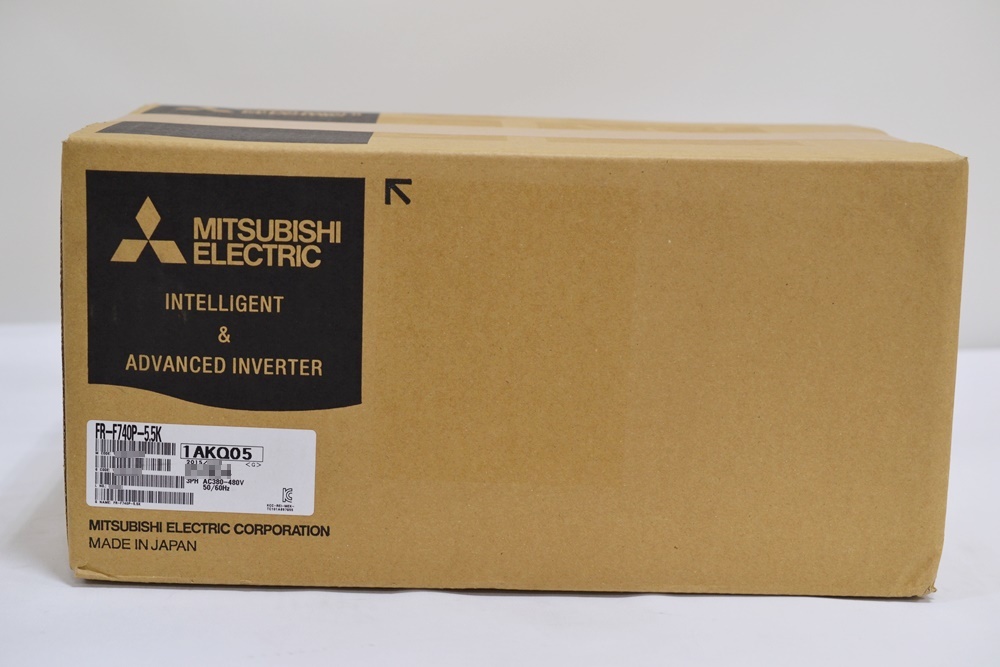 MITSUBISHI
ELECTRIC
INTELLIGENT
&
ADVANCED INVERTER
FR-F740P-5.5K
1AKQ05
2015/
<G>
3PH AC380-480V
50/60Hz
MITSUBISHI ELECTRIC CORPORATION
MADE IN JAPAN